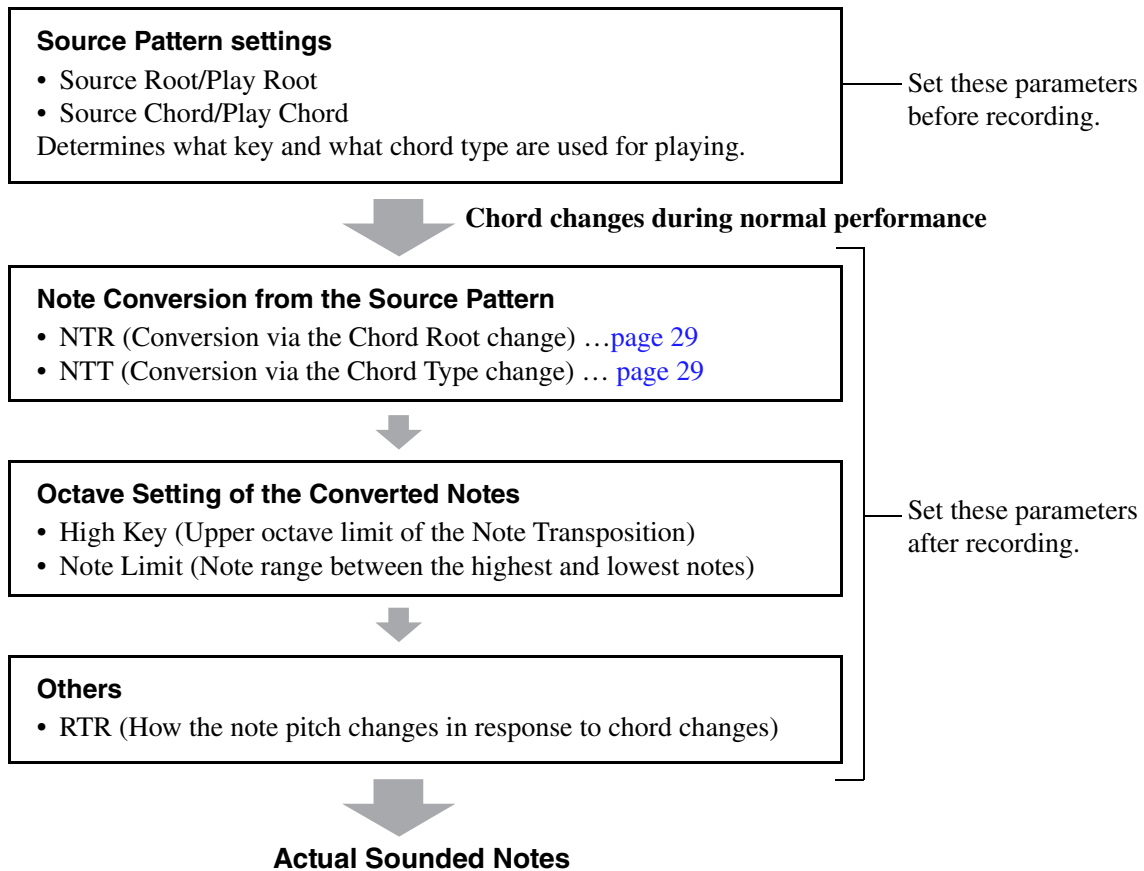 Source Pattern settings
• Source Root/Play Root
• Source Chord/Play Chord
Determines what key and what chord type are used for playing.
Set these parameters
before recording.
Chord changes during normal performance
Note Conversion from the Source Pattern
• NTR (Conversion via the Chord Root change) …page 29
• NTT (Conversion via the Chord Type change) … page 29
Octave Setting of the Converted Notes
• High Key (Upper octave limit of the Note Transposition)
• Note Limit (Note range between the highest and lowest notes)
Set these parameters
after recording.
Others
• RTR (How the note pitch changes in response to chord changes)
Actual Sounded Notes